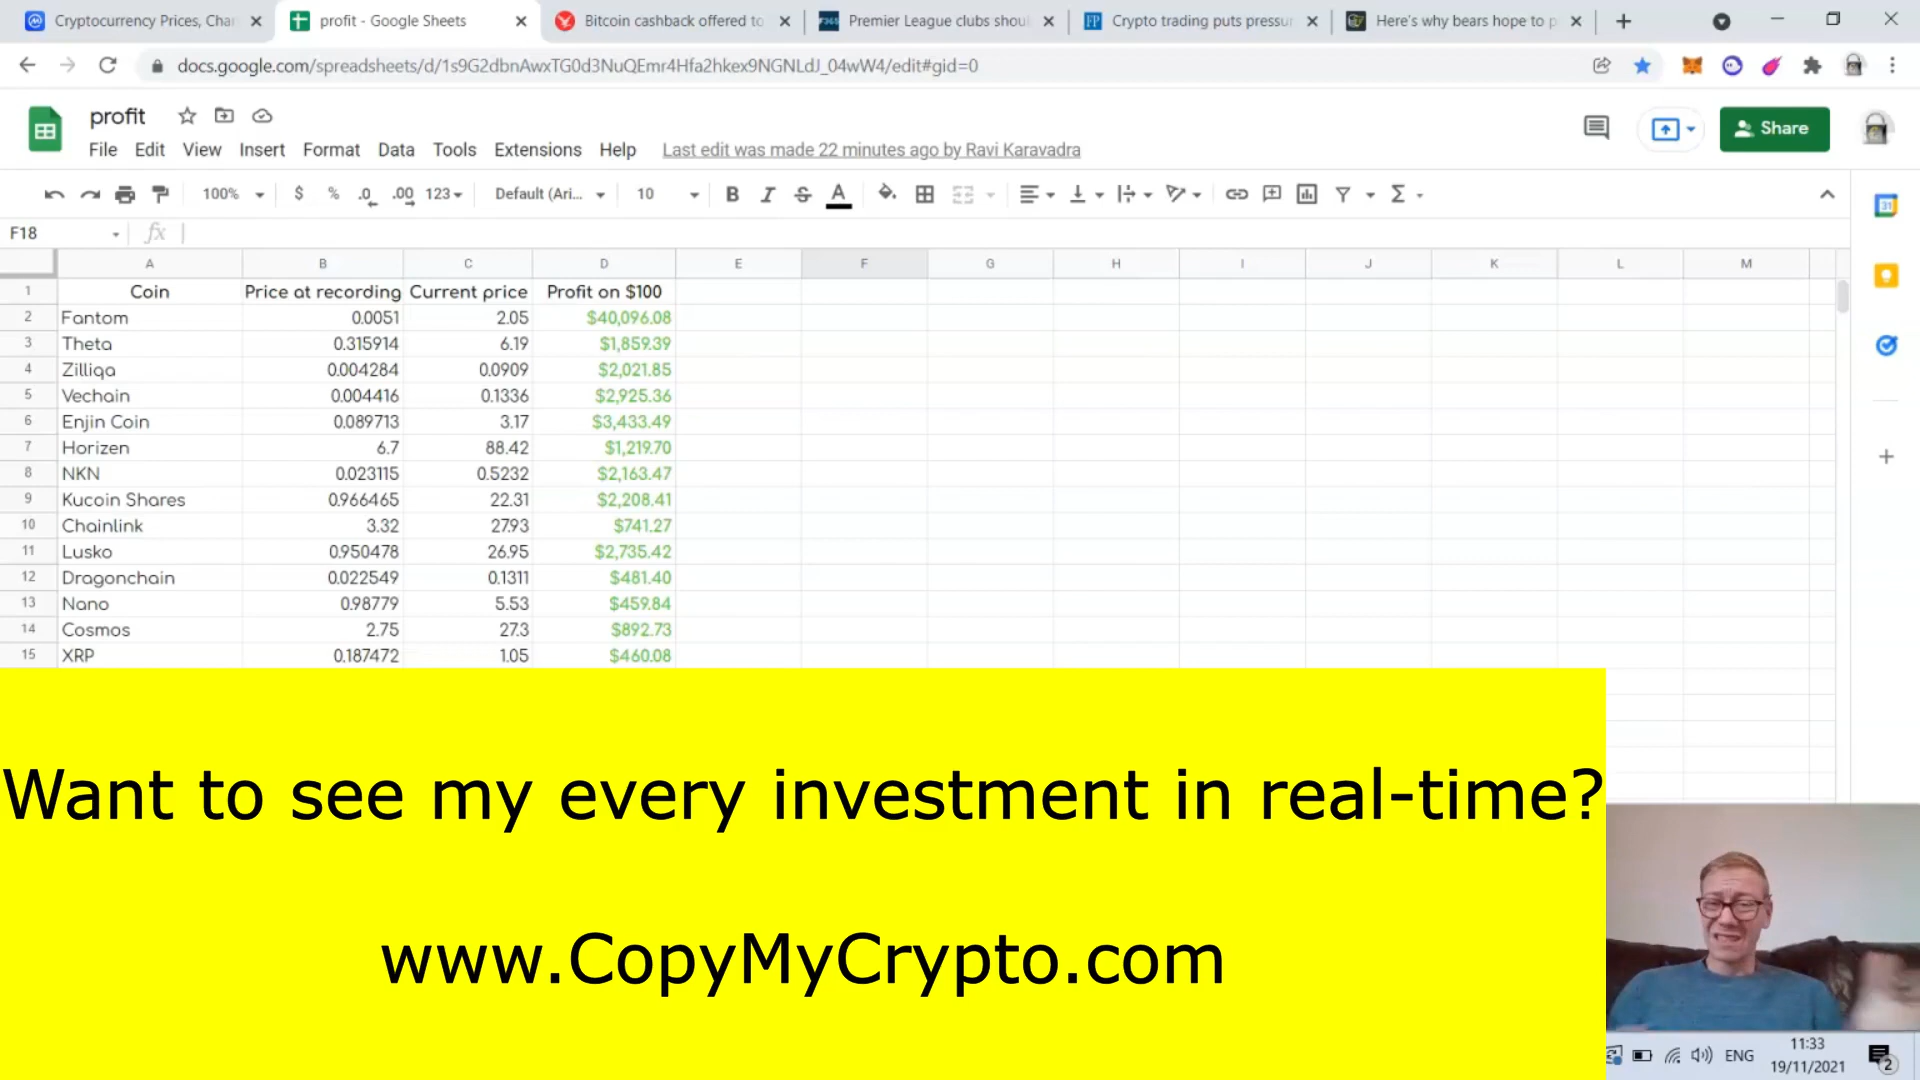 Cryptocurrency Prices, Char
profit - Google Sheets
Bitcoin cashback offered to
F365
Premier League clubs shoul
FP
Crypto trading puts pressur
Here's why bears hope to p
docs.google.com/spreadsheets/d/1s9G2dbnAwxTG0d3NuQEmr4Hfa2hkex9NGNLdJ_04wW4/edit#gid=0
profit
Share
File Edit View Insert Format Data Tools Extensions Help Last edit was made 22 minutes ago by Ravi Karavadra
100% $ % .0 .00 123 Default (Ari... 10 B I S A Σ
31
F18 fx
A B C D E F G H I J K L M
1 Coin Price at recording Current price Profit on $100
2 Fantom 0.0051 2.05 $40,096.08
3 Theta 0.315914 6.19 $1,859.39
4 Zilliqa 0.004284 0.0909 $2,021.85
5 Vechain 0.004416 0.1336 $2,925.36
6 Enjin Coin 0.089713 3.17 $3,433.49
7 Horizen 6.7 88.42 $1,219.70
8 NKN 0.023115 0.5232 $2,163.47
9 Kucoin Shares 0.966465 22.31 $2,208.41
10 Chainlink 3.32 27.93 $741.27
11 Lusko 0.950478 26.95 $2,735.42
12 Dragonchain 0.022549 0.1311 $481.40
13 Nano 0.98779 5.53 $459.84
14 Cosmos 2.75 27.3 $892.73
15 XRP 0.187472 1.05 $460.08
Want to see my every investment in real-time?
www.CopyMyCrypto.com
ENG
11:33
19/11/2021
2